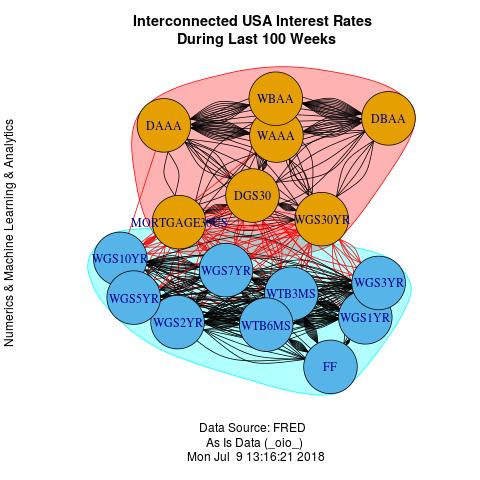 Interconnected USA Interest Rates
During Last 100 Weeks
Numerics & Machine Learning & Analytics
WBAA
DBAA
DAAA
WAAA
DGS30
MORTGAGE30US
WGS30YR
WGS10YR
WGS7YR
WGS3YR
WTB3MS
WGS5YR
WGS2YR
WTB6MS
WGS1YR
FF
Data Source: FRED
As Is Data (_oio_)
Mon Jul  9 13:16:21 2018